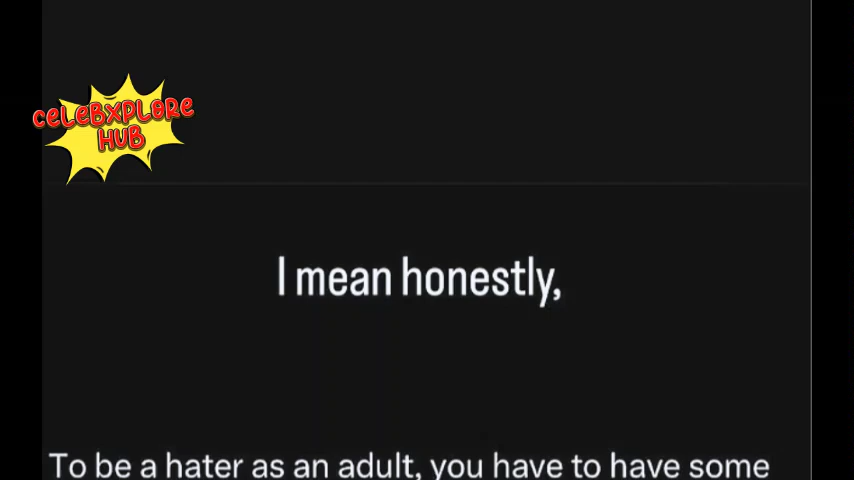 CELEBXPLORE
HUB
I mean honestly,
To be a hater as an adult, you have to have some